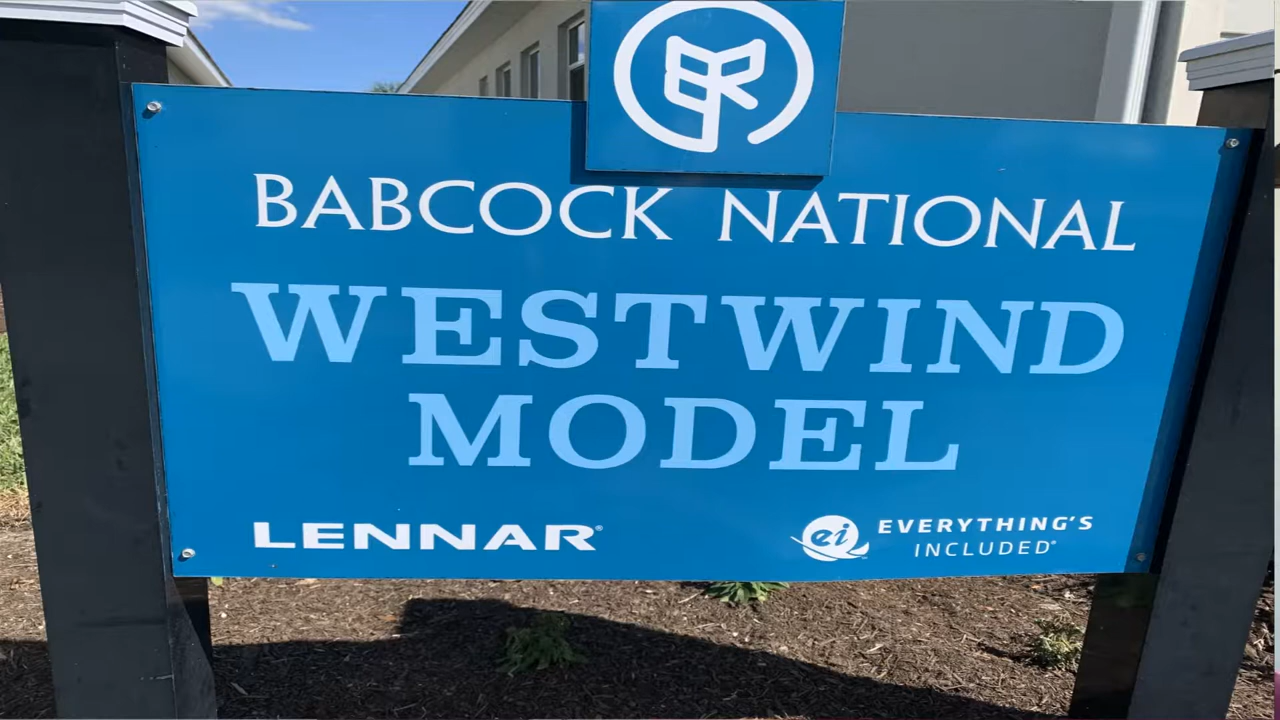 BABCOCK NATIONAL
WESTWIND
MODEL
LENNAR®
ei EVERYTHING'S
INCLUDED®